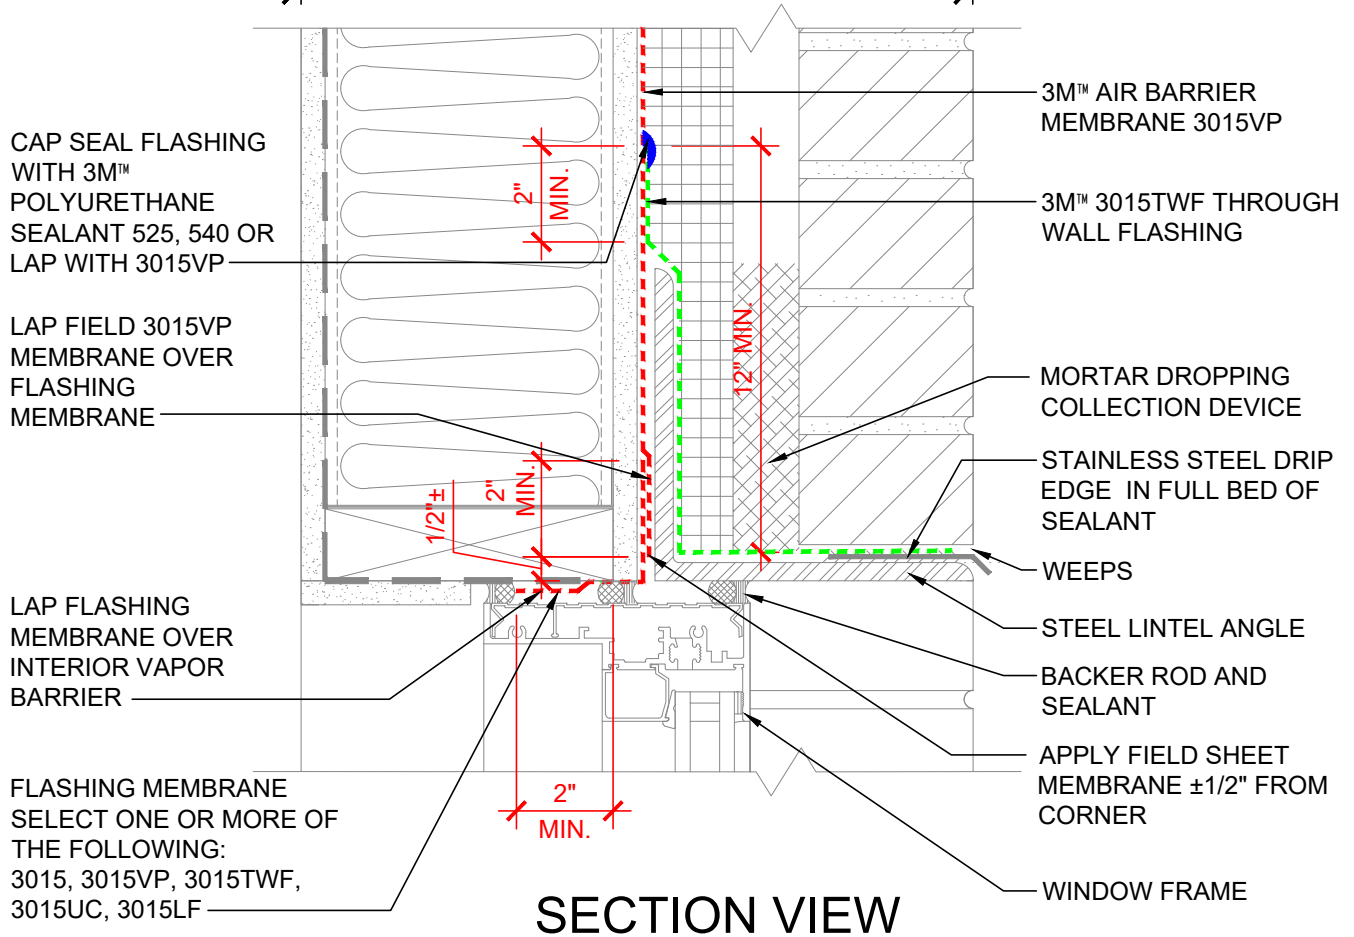 CAP SEAL FLASHING
WITH 3M™
POLYURETHANE
SEALANT 525, 540 OR
LAP WITH 3015VP
LAP FIELD 3015VP
MEMBRANE OVER
FLASHING
MEMBRANE
LAP FLASHING
MEMBRANE OVER
INTERIOR VAPOR
BARRIER
FLASHING MEMBRANE
SELECT ONE OR MORE OF
THE FOLLOWING:
3015, 3015VP, 3015TWF,
3015UC, 3015LF
2"
MIN.
12" MIN.
2"
MIN.
1/2"±
2"
MIN.
3M™ AIR BARRIER
MEMBRANE 3015VP
3M™ 3015TWF THROUGH
WALL FLASHING
MORTAR DROPPING
COLLECTION DEVICE
STAINLESS STEEL DRIP
EDGE IN FULL BED OF
SEALANT
WEEPS
STEEL LINTEL ANGLE
BACKER ROD AND
SEALANT
APPLY FIELD SHEET
MEMBRANE ±1/2" FROM
CORNER
WINDOW FRAME
SECTION VIEW